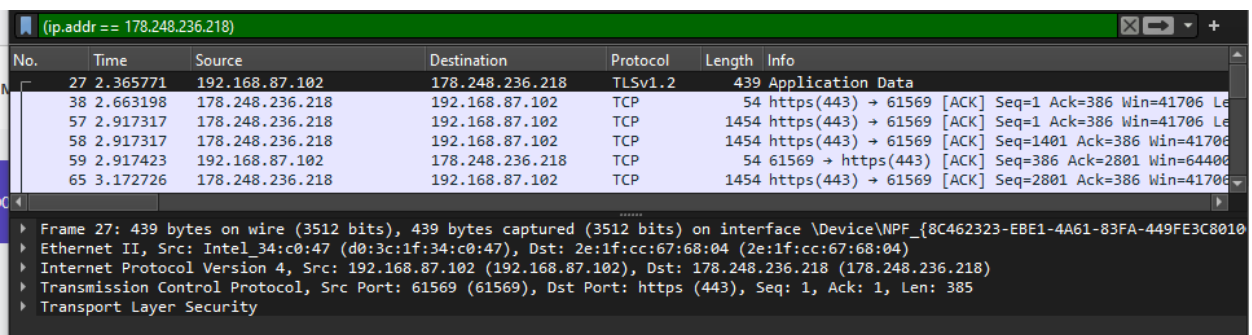 (ip.addr == 178.248.236.218)
No. Time Source Destination Protocol Length Info
27 2.365771 192.168.87.102 178.248.236.218 TLSv1.2 439 Application Data
38 2.663198 178.248.236.218 192.168.87.102 TCP 54 https(443) → 61569 [ACK] Seq=1 Ack=386 Win=41706 Le
57 2.917317 178.248.236.218 192.168.87.102 TCP 1454 https(443) → 61569 [ACK] Seq=1 Ack=386 Win=41706 Le
58 2.917317 178.248.236.218 192.168.87.102 TCP 1454 https(443) → 61569 [ACK] Seq=1401 Ack=386 Win=41706
59 2.917423 192.168.87.102 178.248.236.218 TCP 54 61569 → https(443) [ACK] Seq=386 Ack=2801 Win=64400
65 3.172726 178.248.236.218 192.168.87.102 TCP 1454 https(443) → 61569 [ACK] Seq=2801 Ack=386 Win=41706
Frame 27: 439 bytes on wire (3512 bits), 439 bytes captured (3512 bits) on interface \Device\NPF_{8C462323-EBE1-4A61-83FA-449FE3C8010
Ethernet II, Src: Intel_34:c0:47 (d0:3c:1f:34:c0:47), Dst: 2e:1f:cc:67:68:04 (2e:1f:cc:67:68:04)
Internet Protocol Version 4, Src: 192.168.87.102 (192.168.87.102), Dst: 178.248.236.218 (178.248.236.218)
Transmission Control Protocol, Src Port: 61569 (61569), Dst Port: https (443), Seq: 1, Ack: 1, Len: 385
Transport Layer Security